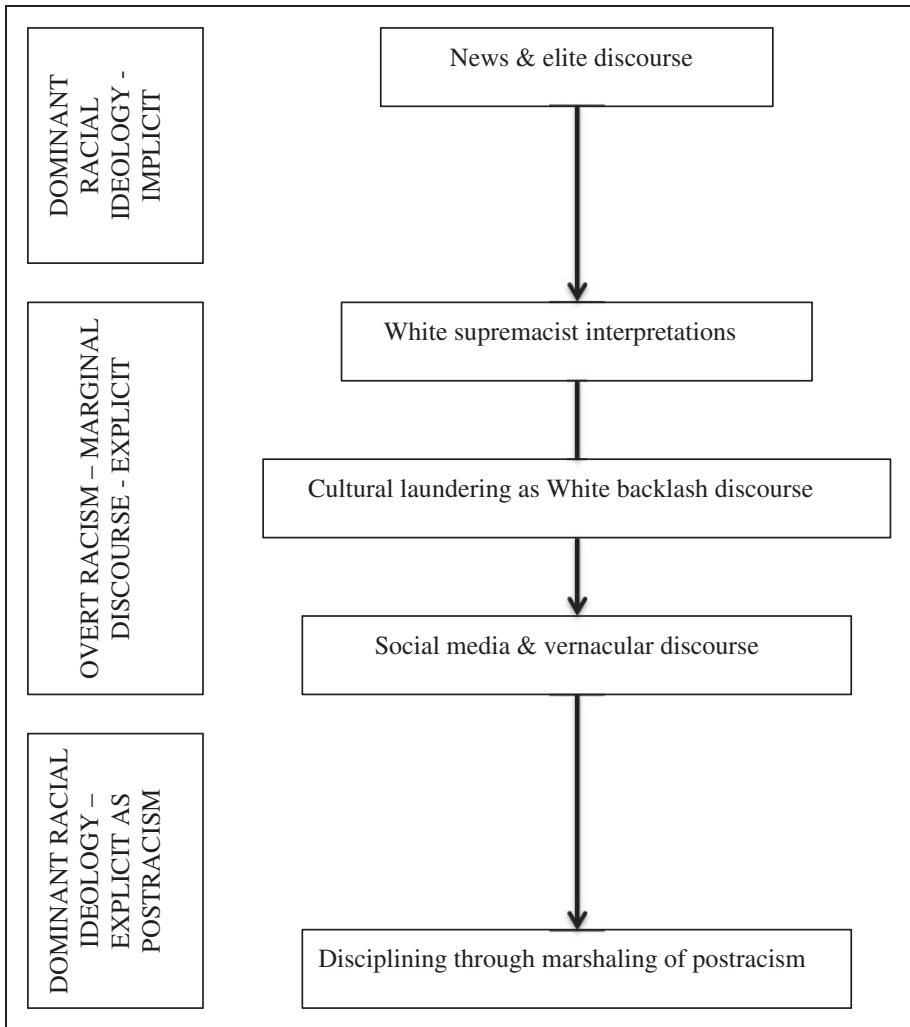 DOMINANT
RACIAL
IDEOLOGY -
IMPLICIT
News & elite discourse
OVERT RACISM – MARGINAL
DISCOURSE - EXPLICIT
White supremacist interpretations
Cultural laundering as White backlash discourse
Social media & vernacular discourse
DOMINANT RACIAL
IDEOLOGY –
EXPLICIT AS
POSTRACISM
Disciplining through marshaling of postracism